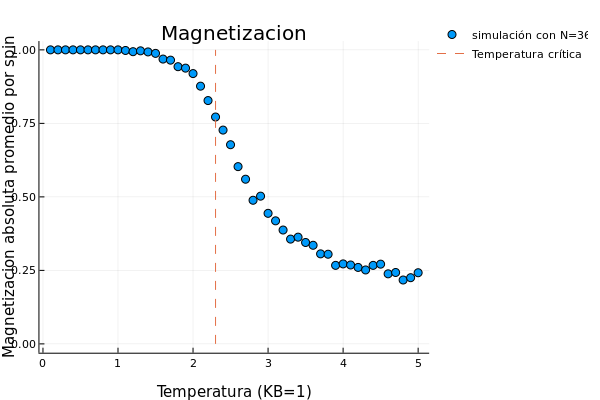 Magnetizacion
simulación con N=36
Temperatura crítica
Magnetizacion absoluta promedio por spin
1.00
0.75
0.50
0.25
0.00
0 1 2 3 4 5
Temperatura (KB=1)